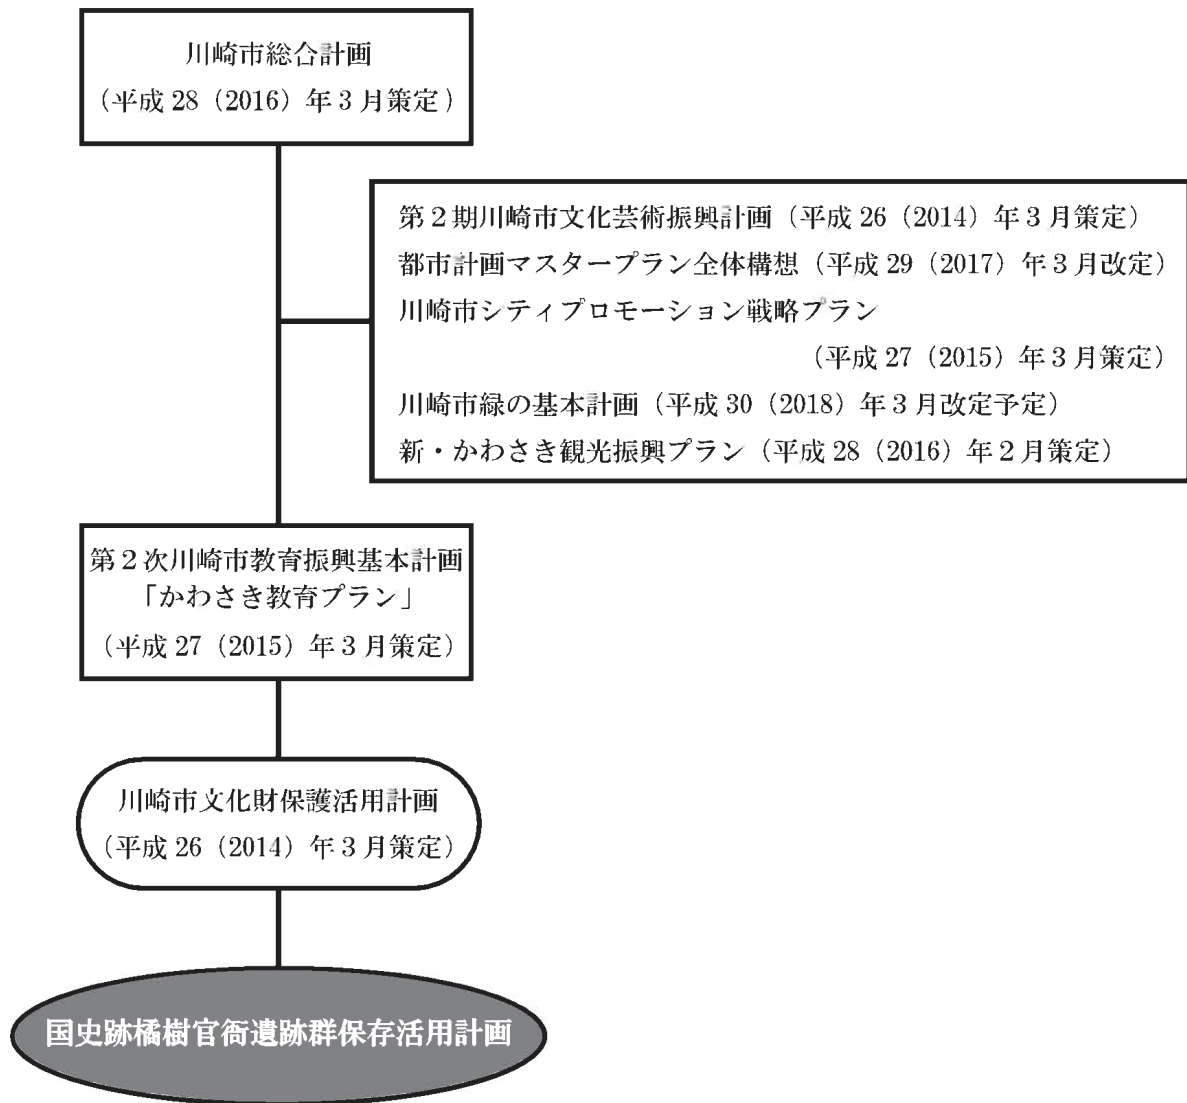 川崎市総合計画
（平成 28（2016）年３月策定）
第２期川崎市文化芸術振興計画（平成 26（2014）年３月策定）
都市計画マスタープラン全体構想（平成 29（2017）年３月改定）
川崎市シティプロモーション戦略プラン
（平成 27（2015）年３月策定）
川崎市緑の基本計画（平成 30（2018）年３月改定予定）
新・かわさき観光振興プラン（平成 28（2016）年２月策定）
第２次川崎市教育振興基本計画
「かわさき教育プラン」
（平成 27（2015）年３月策定）
川崎市文化財保護活用計画
（平成 26（2014）年３月策定）
国史跡橘樹官衙遺跡群保存活用計画